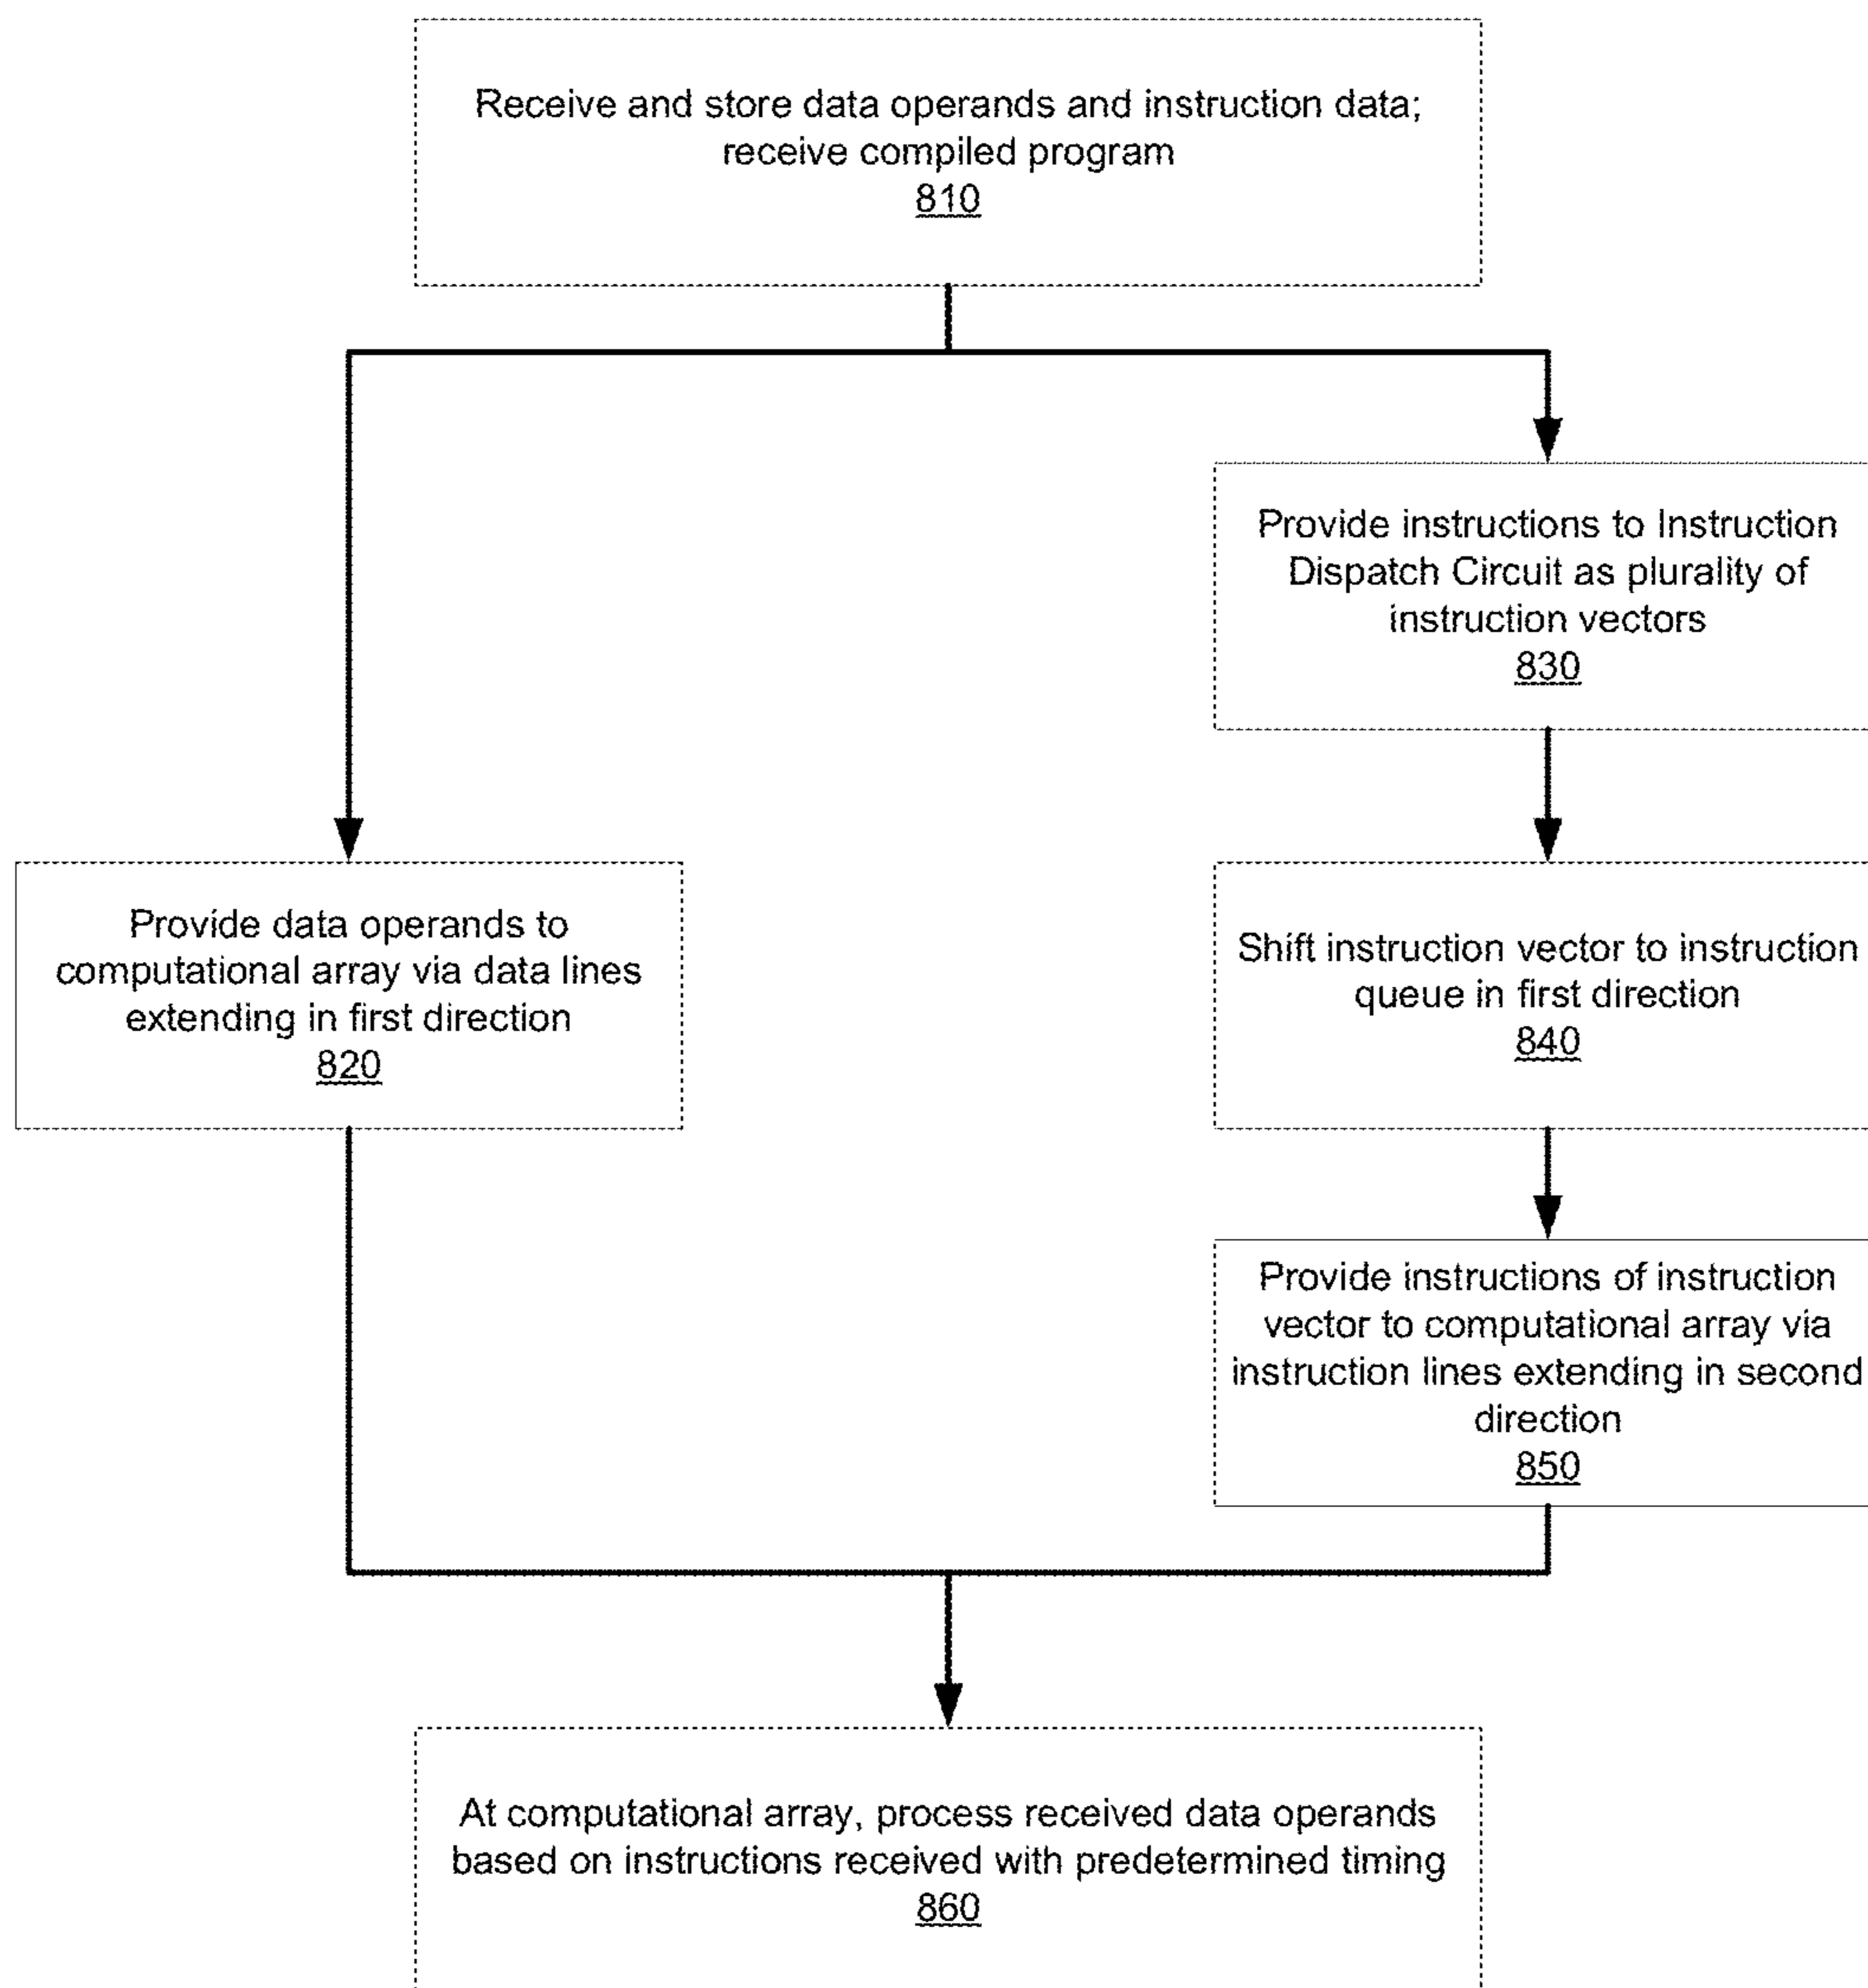 Receive and store data operands and instruction data;
receive compiled program
810
Provide instructions to Instruction
Dispatch Circuit as plurality of
instruction vectors
830
Provide data operands to
computational array via data lines
extending in first direction
820
Shift instruction vector to instruction
queue in first direction
840
Provide instructions of instruction
vector to computational array via
instruction lines extending in second
direction
850
At computational array, process received data operands
based on instructions received with predetermined timing
860